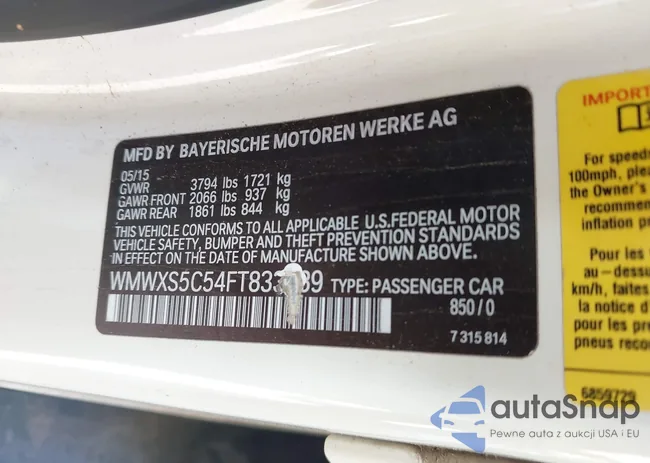 MFD BY BAYERISCHE MOTOREN WERKE AG
05/15
GVWR 3794 lbs 1721 kg
GAWR FRONT 2066 lbs 937 kg
GAWR REAR 1861 lbs 844 kg
THIS VEHICLE CONFORMS TO ALL APPLICABLE U.S.FEDERAL MOTOR
VEHICLE SAFETY, BUMPER AND THEFT PREVENTION STANDARDS
IN EFFECT ON THE DATE OF MANUFACTURE SHOWN ABOVE.
TYPE: PASSENGER CAR
850/0
7 315 814
IMPORT
For speeds
100mph, plea
the Owner's
recommen
inflation p
Pour des
au-dessu
km/h, faites
la notice d
pour les p
pneus reco
6859729
autaSnap
Pewne auta z aukcji USA i EU